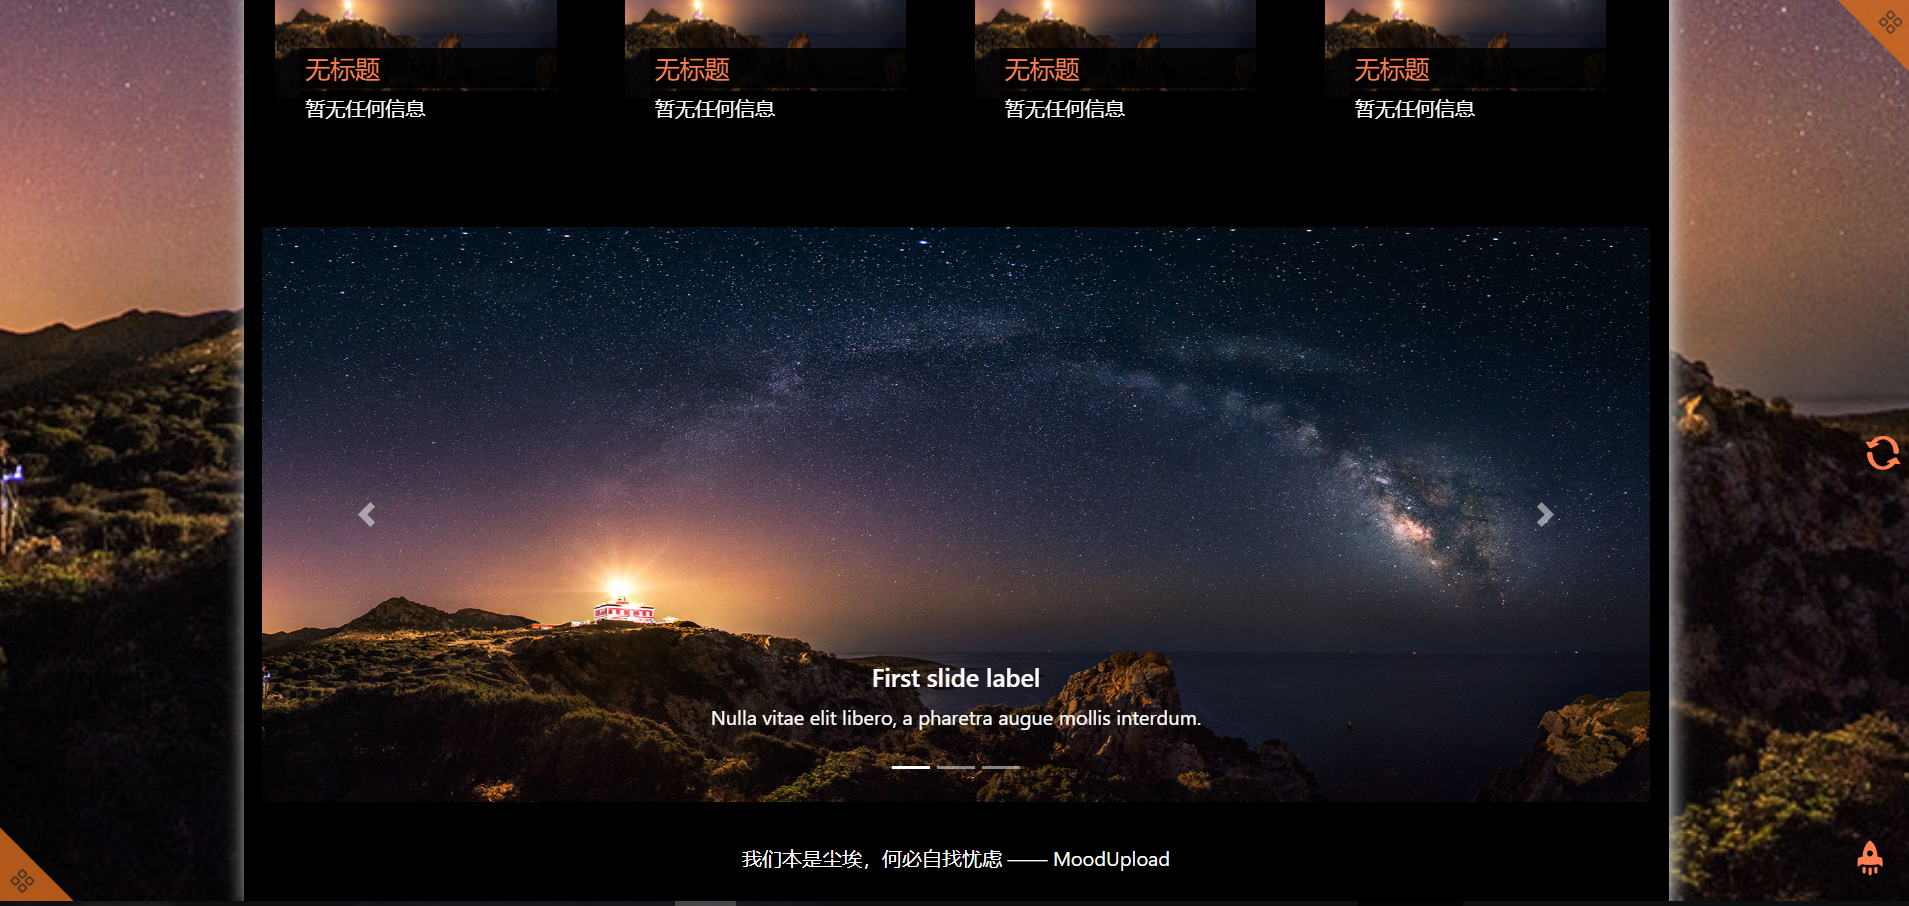 无标题 无标题 无标题 无标题
暂无任何信息 暂无任何信息 暂无任何信息 暂无任何信息
First slide label
Nulla vitae elit libero, a pharetra augue mollis interdum.
我们本是尘埃，何必自找忧虑 —— MoodUpload